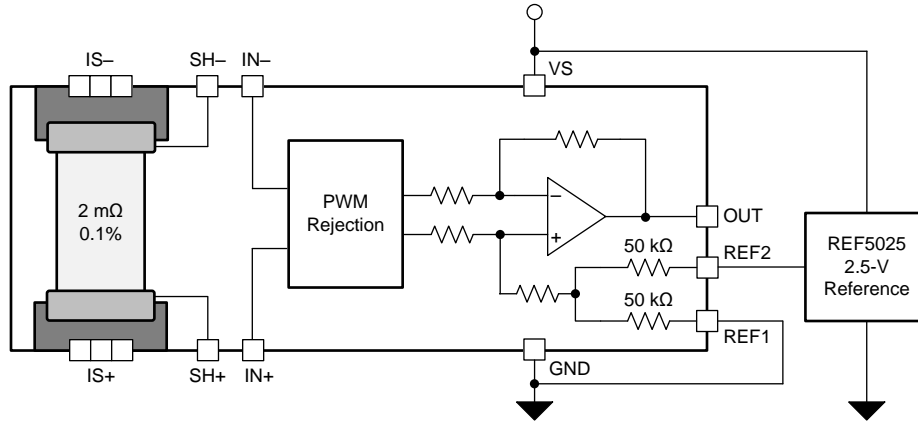 IS–
SH–
IN–
VS
2 mΩ
0.1%
PWM
Rejection
–
+
50 kΩ
50 kΩ
OUT
REF2
REF1
REF5025
2.5-V
Reference
GND
IS+
SH+
IN+